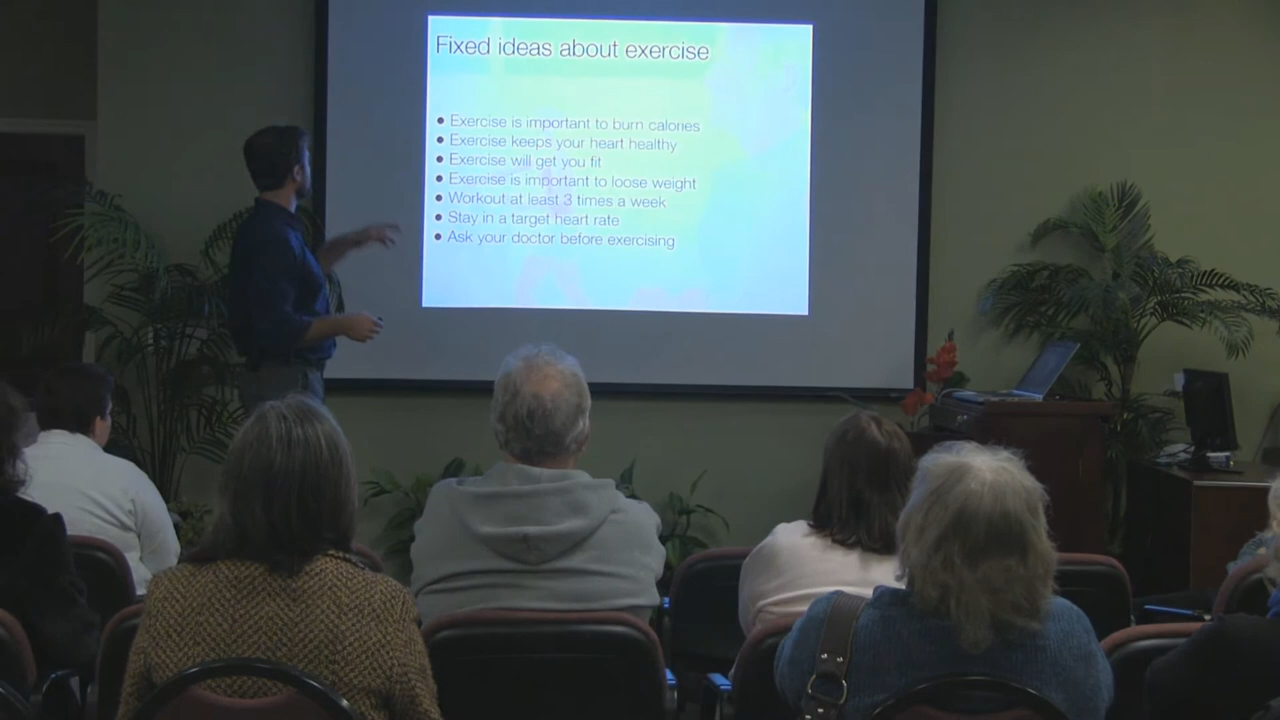 Fixed ideas about exercise
• Exercise is important to burn calories
• Exercise keeps your heart healthy
• Exercise will get you fit
• Exercise is important to loose weight
• Workout at least 3 times a week
• Stay in a target heart rate
• Ask your doctor before exercising